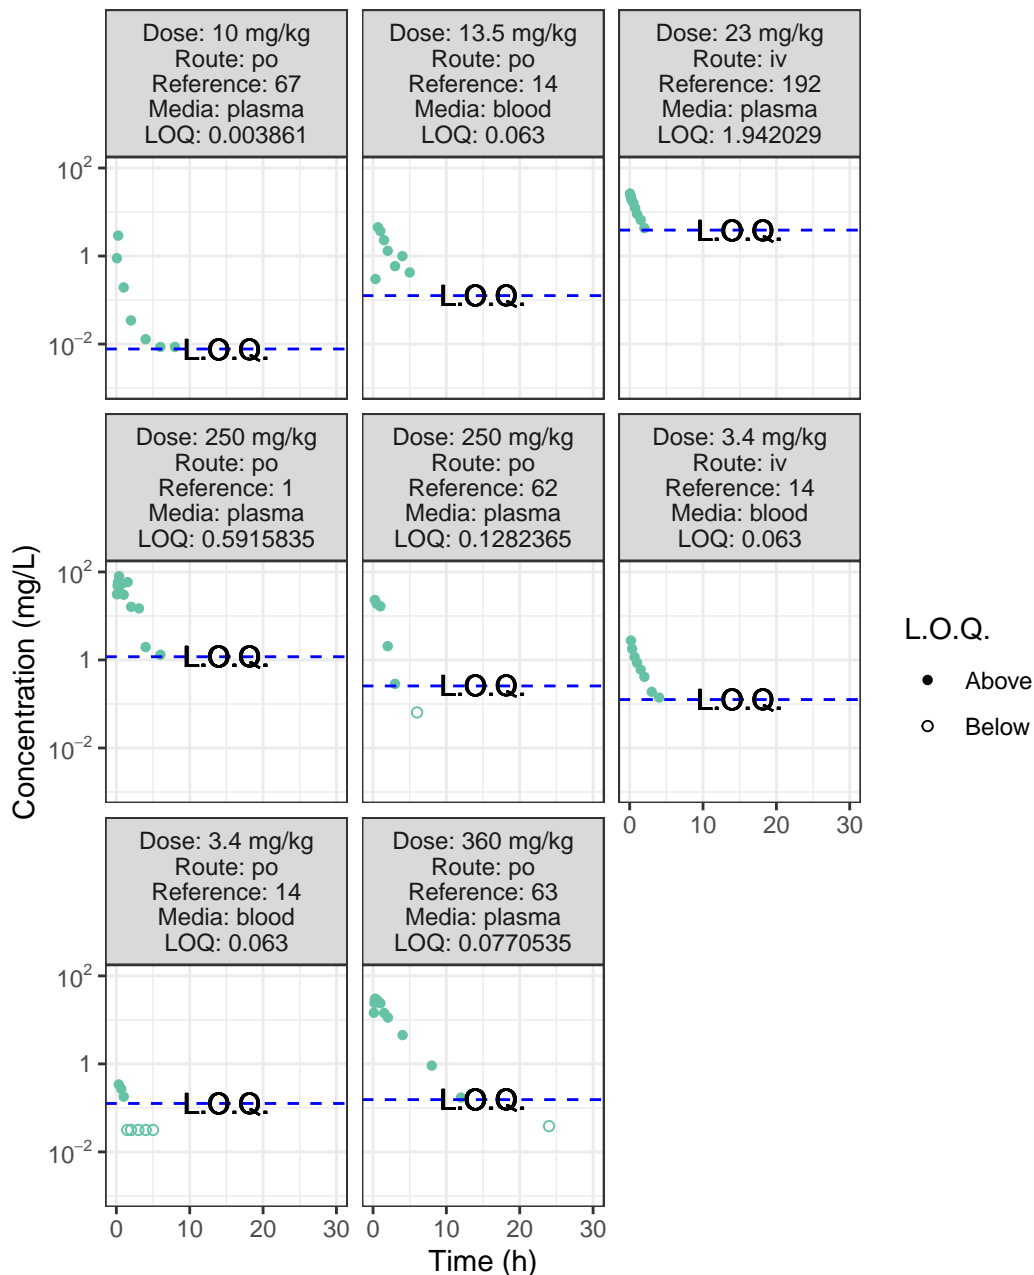 Dose: 10 mg/kg
Route: po
Reference: 67
Media: plasma
LOQ: 0.003861
Dose: 13.5 mg/kg
Route: po
Reference: 14
Media: blood
LOQ: 0.063
Dose: 23 mg/kg
Route: iv
Reference: 192
Media: plasma
LOQ: 1.942029
10²
1
10⁻²
L.O.Q.
L.O.Q.
L.O.Q.
Dose: 250 mg/kg
Route: po
Reference: 1
Media: plasma
LOQ: 0.5915835
Dose: 250 mg/kg
Route: po
Reference: 62
Media: plasma
LOQ: 0.1282365
Dose: 3.4 mg/kg
Route: iv
Reference: 14
Media: blood
LOQ: 0.063
Concentration (mg/L)
10²
1
10⁻²
L.O.Q.
L.O.Q.
L.O.Q.
0 10 20 30
L.O.Q.
Above
Below
Dose: 3.4 mg/kg
Route: po
Reference: 14
Media: blood
LOQ: 0.063
Dose: 360 mg/kg
Route: po
Reference: 63
Media: plasma
LOQ: 0.0770535
10²
1
10⁻²
L.O.Q.
L.O.Q.
0 10 20 30
0 10 20 30
Time (h)